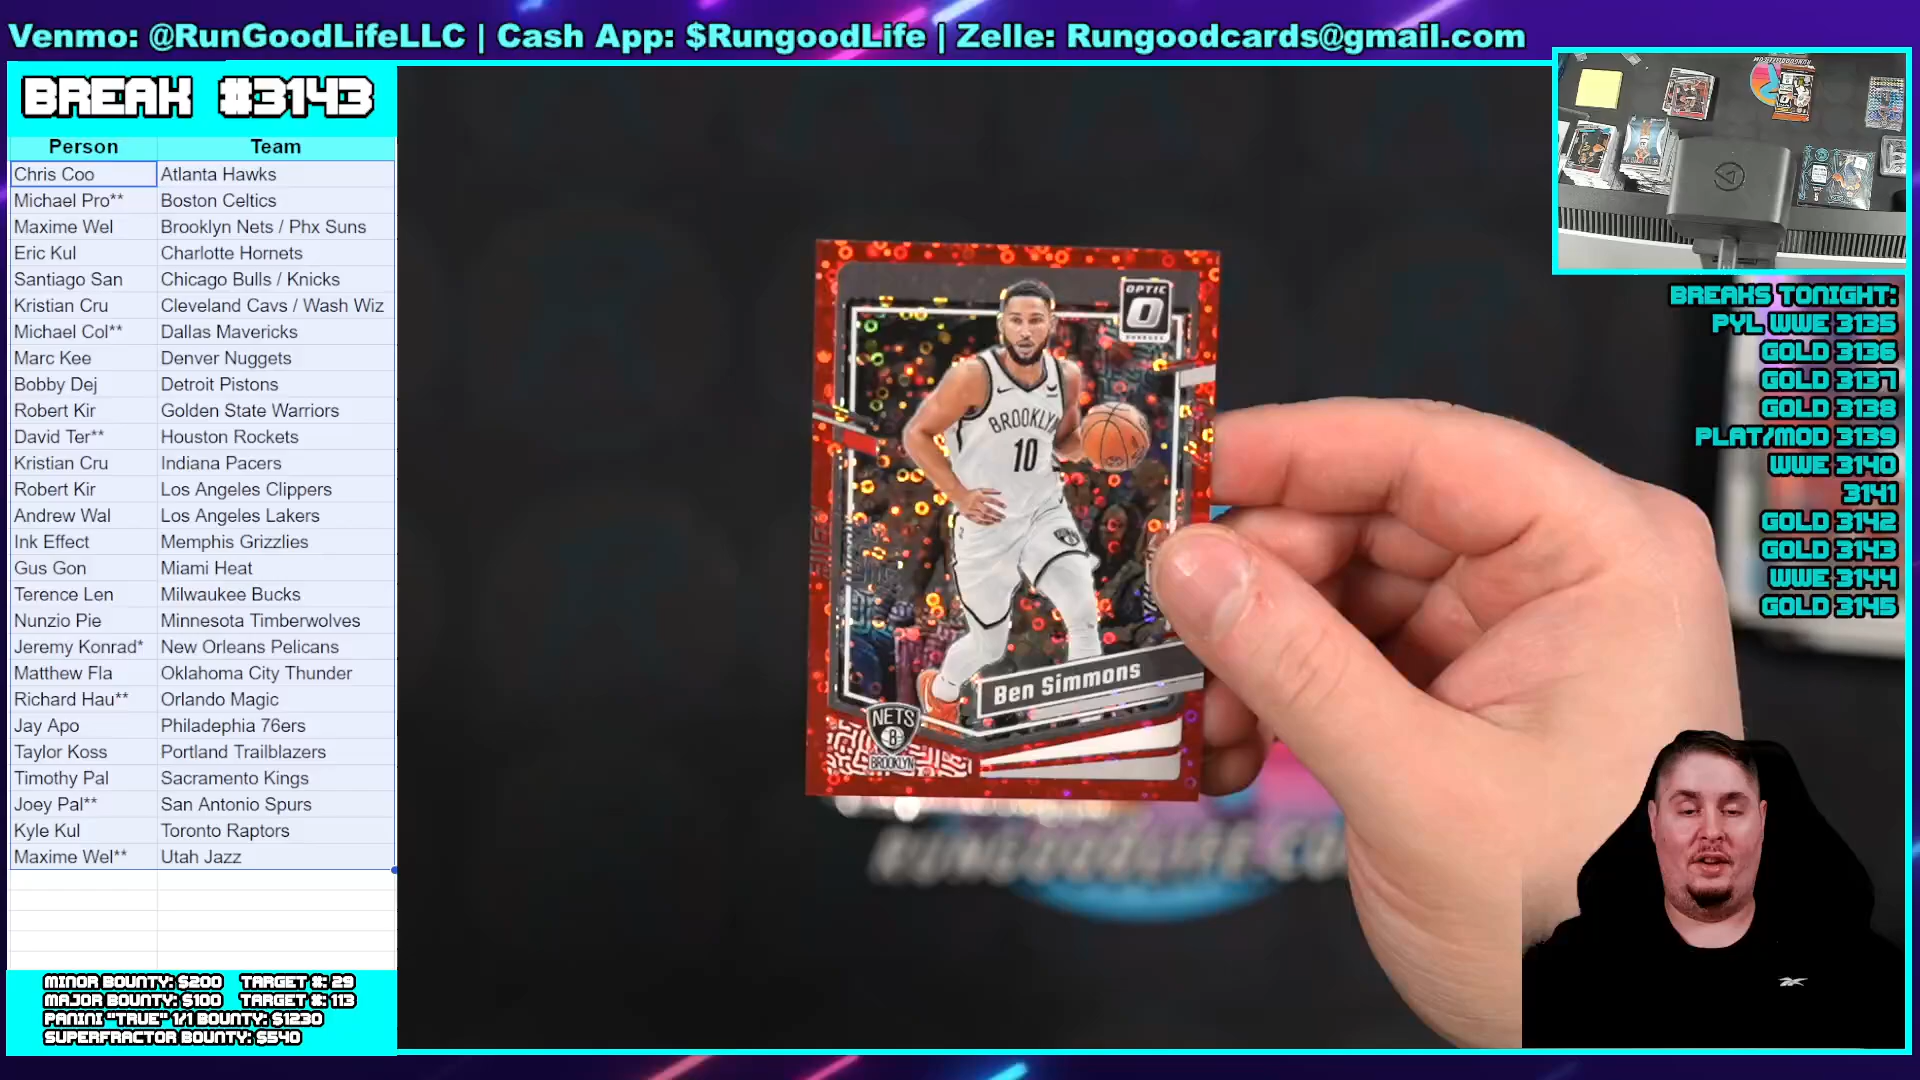 Venmo: @RunGoodLifeLLC | Cash App: $RungoodLife | Zelle: Rungoodcards@gmail.com
BREAK #3143
Person Team
Chris Coo Atlanta Hawks
Michael Pro** Boston Celtics
Maxime Wel Brooklyn Nets / Phx Suns
Eric Kul Charlotte Hornets
Santiago San Chicago Bulls / Knicks
Kristian Cru Cleveland Cavs / Wash Wiz
Michael Col** Dallas Mavericks
Marc Kee Denver Nuggets
Bobby Dej Detroit Pistons
Robert Kir Golden State Warriors
David Ter** Houston Rockets
Kristian Cru Indiana Pacers
Robert Kir Los Angeles Clippers
Andrew Wal Los Angeles Lakers
Ink Effect Memphis Grizzlies
Gus Gon Miami Heat
Terence Len Milwaukee Bucks
Nunzio Pie Minnesota Timberwolves
Jeremy Konrad* New Orleans Pelicans
Matthew Fla Oklahoma City Thunder
Richard Hau** Orlando Magic
Jay Apo Philadephia 76ers
Taylor Koss Portland Trailblazers
Timothy Pal Sacramento Kings
Joey Pal** San Antonio Spurs
Kyle Kul Toronto Raptors
Maxime Wel** Utah Jazz
MINOR BOUNTY: $200 TARGET #: 29
MAJOR BOUNTY: $100 TARGET #: 113
PANINI "TRUE" 1/1 BOUNTY: $1230
SUPERFRACTOR BOUNTY: $540
OPTIC
BROOKLYN
10
Ben Simmons
NETS
B
BROOKLYN
RUNGOODLIFE.CO
BREAKS TONIGHT:
PYL WWE 3135
GOLD 3136
GOLD 3137
GOLD 3138
PLAT/MOD 3139
WWE 3140
3141
GOLD 3142
GOLD 3143
WWE 3144
GOLD 3145